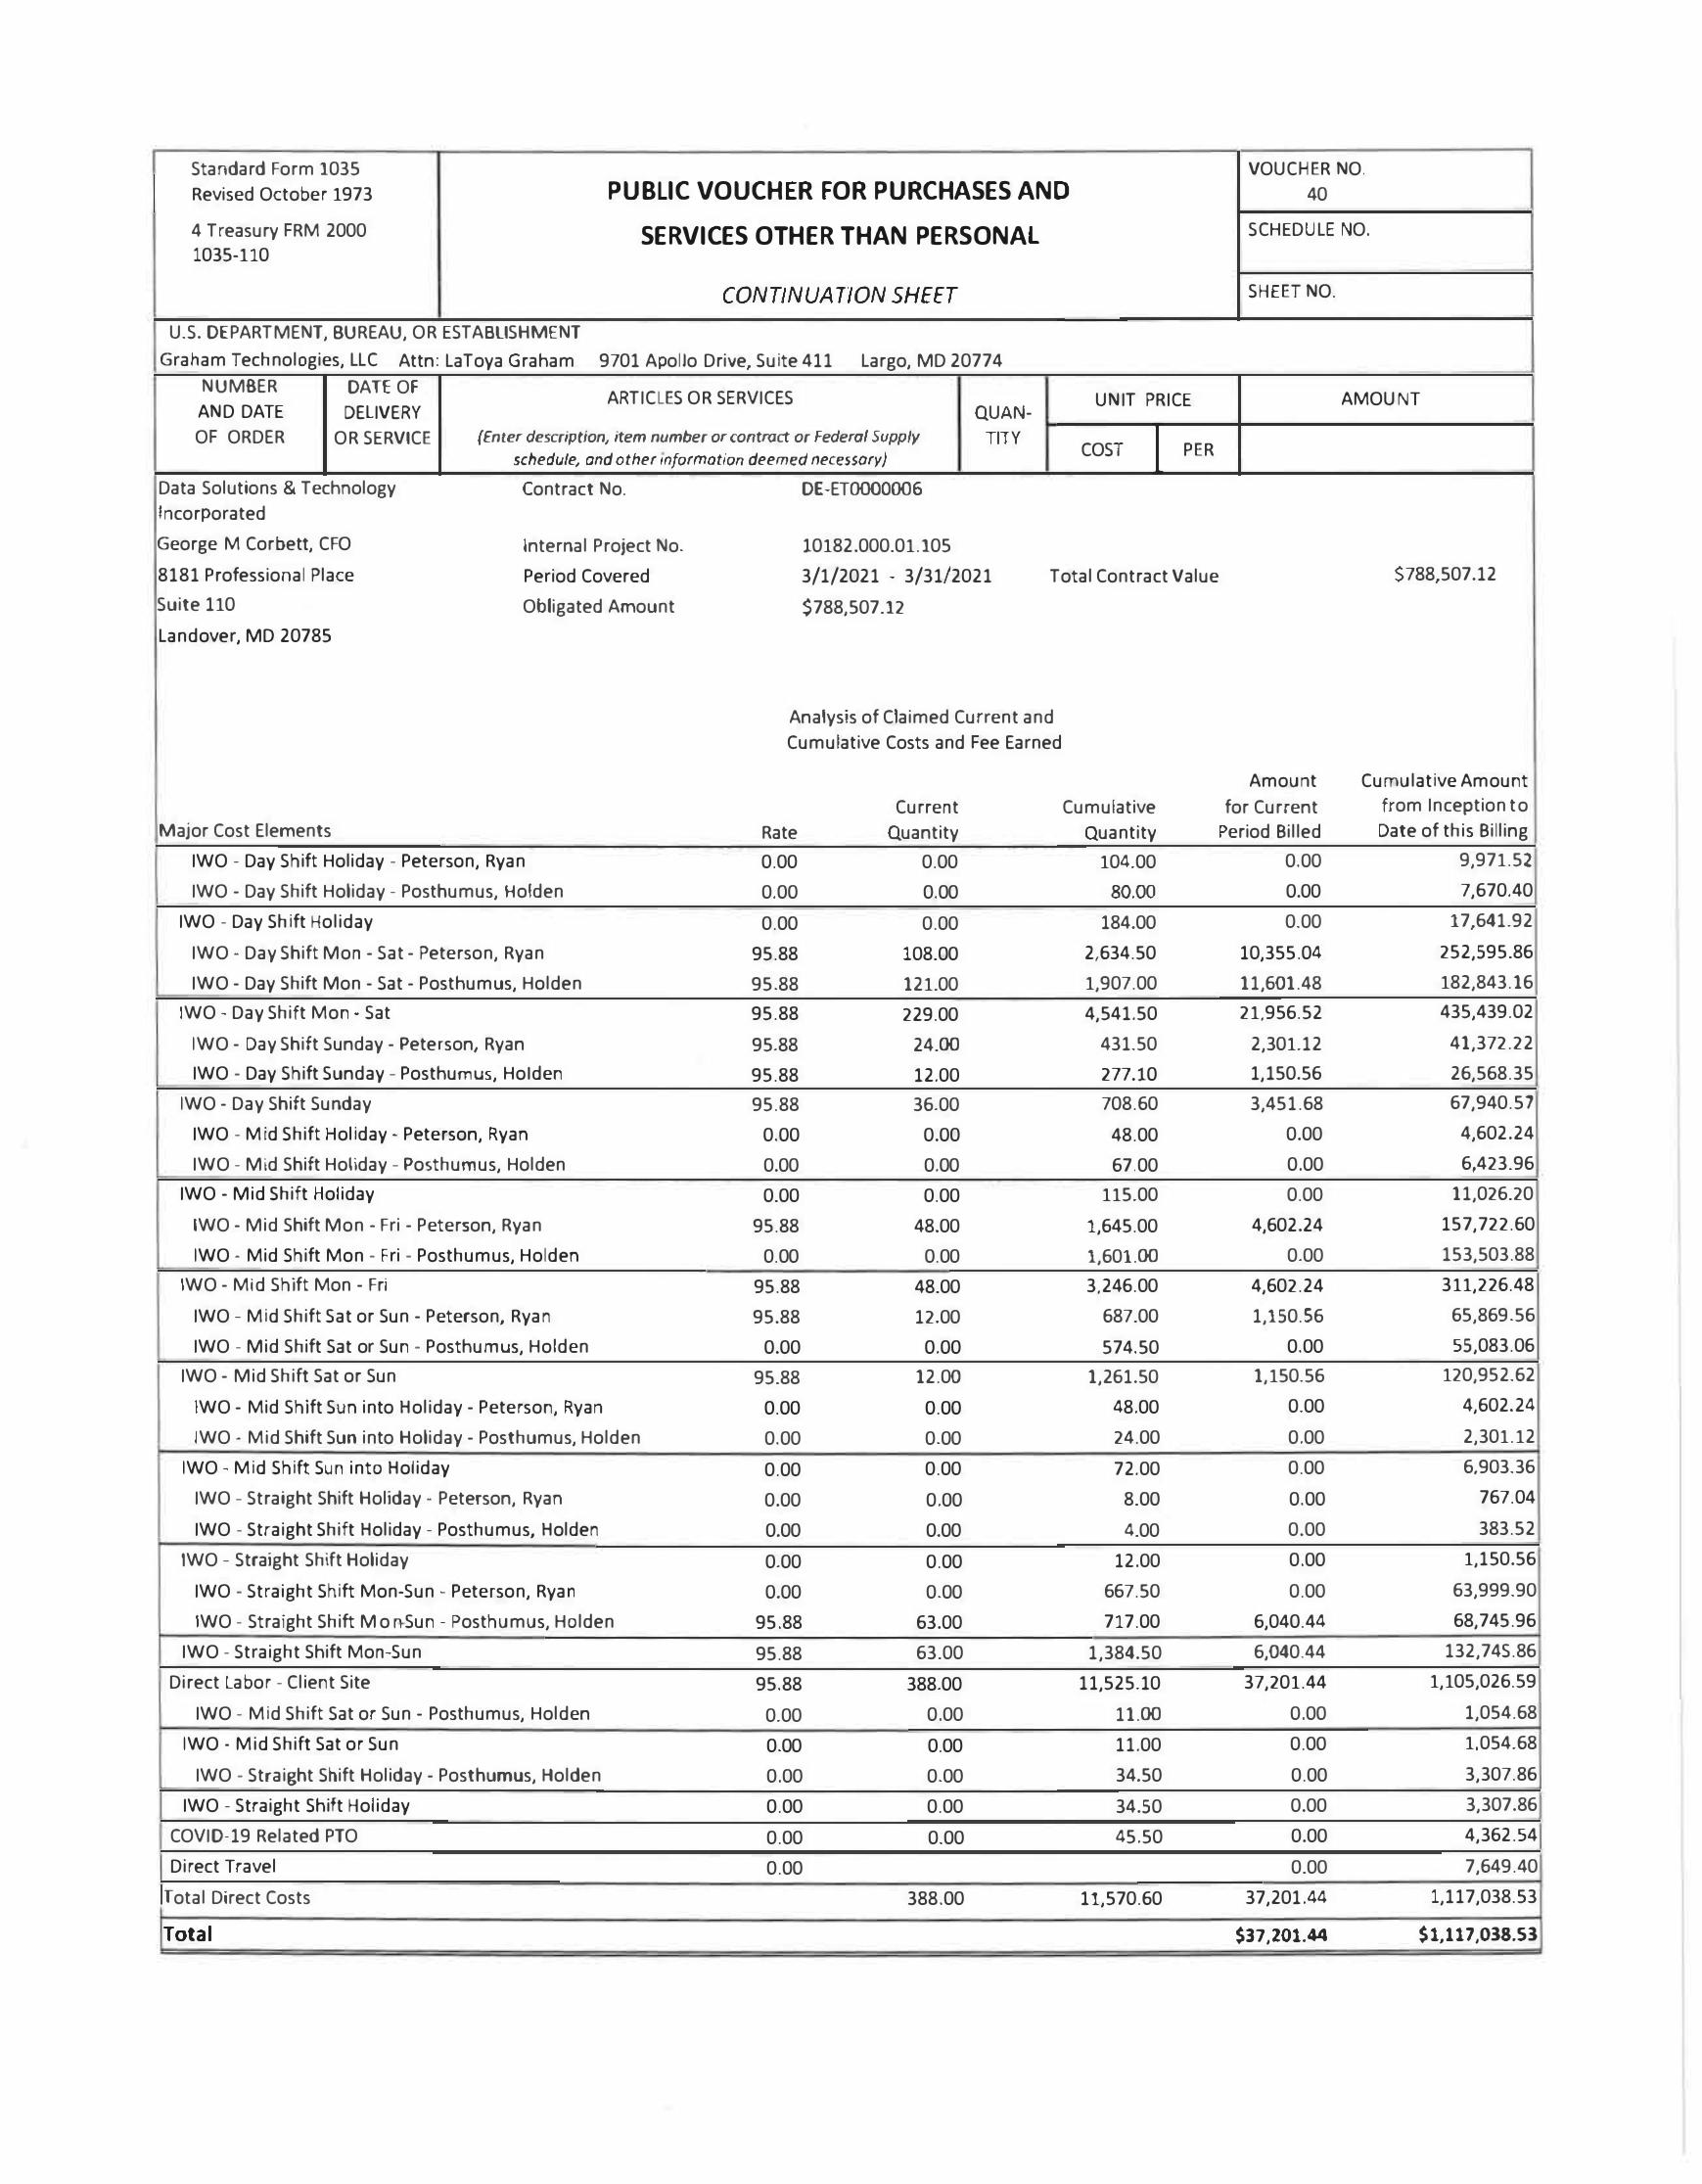 Standard Form 1035
Revised October 1973
4 Treasury FRM 2000
1035-110
PUBLIC VOUCHER FOR PURCHASES AND
SERVICES OTHER THAN PERSONAL
CONTINUATION SHEET
VOUCHER NO.
40
SCHEDULE NO.
SHEET NO.
U.S. DEPARTMENT, BUREAU, OR ESTABLISHMENT
Graham Technologies, LLC Attn: LaToya Graham 9701 Apollo Drive, Suite 411 Largo, MD 20774
NUMBER
AND DATE
OF ORDER
DATE OF
DELIVERY
OR SERVICE
ARTICLES OR SERVICES
(Enter description, item number or contract or Federal Supply
schedule, and other information deemed necessary)
QUAN-
TITY
UNIT PRICE
COST PER
AMOUNT
Data Solutions & Technology
Incorporated
Contract No. DE-ET0000006
George M Corbett, CFO Internal Project No. 10182.000.01.105
8181 Professional Place Period Covered 3/1/2021 - 3/31/2021 Total Contract Value $788,507.12
Suite 110 Obligated Amount $788,507.12
Landover, MD 20785
Analysis of Claimed Current and
Cumulative Costs and Fee Earned
Major Cost Elements
Rate
Current
Quantity
Cumulative
Quantity
Amount
for Current
Period Billed
Cumulative Amount
from Inception to
Date of this Billing
IWO - Day Shift Holiday - Peterson, Ryan 0.00 0.00 104.00 0.00 9,971.52
IWO - Day Shift Holiday - Posthumus, Holden 0.00 0.00 80.00 0.00 7,670.40
IWO - Day Shift Holiday 0.00 0.00 184.00 0.00 17,641.92
IWO - Day Shift Mon - Sat - Peterson, Ryan 95.88 108.00 2,634.50 10,355.04 252,595.86
IWO - Day Shift Mon - Sat - Posthumus, Holden 95.88 121.00 1,907.00 11,601.48 182,843.16
IWO - Day Shift Mon - Sat 95.88 229.00 4,541.50 21,956.52 435,439.02
IWO - Day Shift Sunday - Peterson, Ryan 95.88 24.00 431.50 2,301.12 41,372.22
IWO - Day Shift Sunday - Posthumus, Holden 95.88 12.00 277.10 1,150.56 26,568.35
IWO - Day Shift Sunday 95.88 36.00 708.60 3,451.68 67,940.57
IWO - Mid Shift Holiday - Peterson, Ryan 0.00 0.00 48.00 0.00 4,602.24
IWO - Mid Shift Holiday - Posthumus, Holden 0.00 0.00 67.00 0.00 6,423.96
IWO - Mid Shift Holiday 0.00 0.00 115.00 0.00 11,026.20
IWO - Mid Shift Mon - Fri - Peterson, Ryan 95.88 48.00 1,645.00 4,602.24 157,722.60
IWO - Mid Shift Mon - Fri - Posthumus, Holden 0.00 0.00 1,601.00 0.00 153,503.88
IWO - Mid Shift Mon - Fri 95.88 48.00 3,246.00 4,602.24 311,226.48
IWO - Mid Shift Sat or Sun - Peterson, Ryan 95.88 12.00 687.00 1,150.56 65,869.56
IWO - Mid Shift Sat or Sun - Posthumus, Holden 0.00 0.00 574.50 0.00 55,083.06
IWO - Mid Shift Sat or Sun 95.88 12.00 1,261.50 1,150.56 120,952.62
IWO - Mid Shift Sun into Holiday - Peterson, Ryan 0.00 0.00 48.00 0.00 4,602.24
IWO - Mid Shift Sun into Holiday - Posthumus, Holden 0.00 0.00 24.00 0.00 2,301.12
IWO - Mid Shift Sun into Holiday 0.00 0.00 72.00 0.00 6,903.36
IWO - Straight Shift Holiday - Peterson, Ryan 0.00 0.00 8.00 0.00 767.04
IWO - Straight Shift Holiday - Posthumus, Holden 0.00 0.00 4.00 0.00 383.52
IWO - Straight Shift Holiday 0.00 0.00 12.00 0.00 1,150.56
IWO - Straight Shift Mon-Sun - Peterson, Ryan 0.00 0.00 667.50 0.00 63,999.90
IWO - Straight Shift Mon-Sun - Posthumus, Holden 95.88 63.00 717.00 6,040.44 68,745.96
IWO - Straight Shift Mon-Sun 95.88 63.00 1,384.50 6,040.44 132,745.86
Direct Labor - Client Site 95.88 388.00 11,525.10 37,201.44 1,105,026.59
IWO - Mid Shift Sat or Sun - Posthumus, Holden 0.00 0.00 11.00 0.00 1,054.68
IWO - Mid Shift Sat or Sun 0.00 0.00 11.00 0.00 1,054.68
IWO - Straight Shift Holiday - Posthumus, Holden 0.00 0.00 34.50 0.00 3,307.86
IWO - Straight Shift Holiday 0.00 0.00 34.50 0.00 3,307.86
COVID-19 Related PTO 0.00 0.00 45.50 0.00 4,362.54
Direct Travel 0.00 0.00 7,649.40
Total Direct Costs 388.00 11,570.60 37,201.44 1,117,038.53
Total $37,201.44 $1,117,038.53